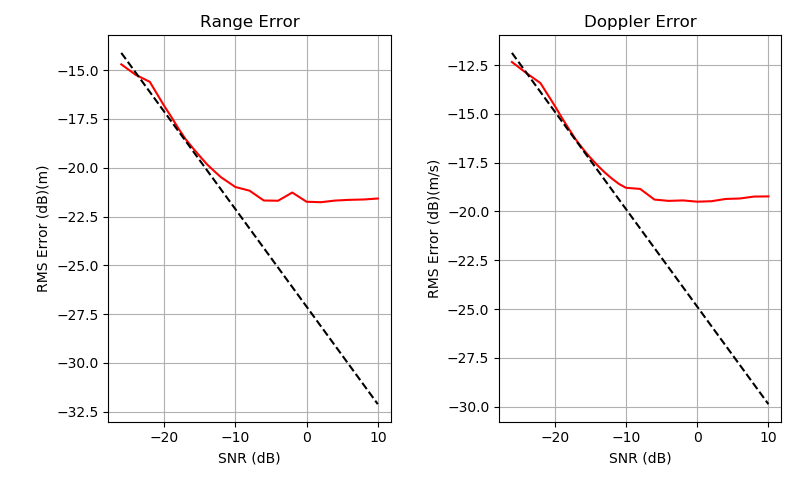 Range Error
RMS Error (dB)(m)
−15.0
−17.5
−20.0
−22.5
−25.0
−27.5
−30.0
−32.5
−20 −10 0 10
SNR (dB)
Doppler Error
RMS Error (dB)(m/s)
−12.5
−15.0
−17.5
−20.0
−22.5
−25.0
−27.5
−30.0
−20 −10 0 10
SNR (dB)